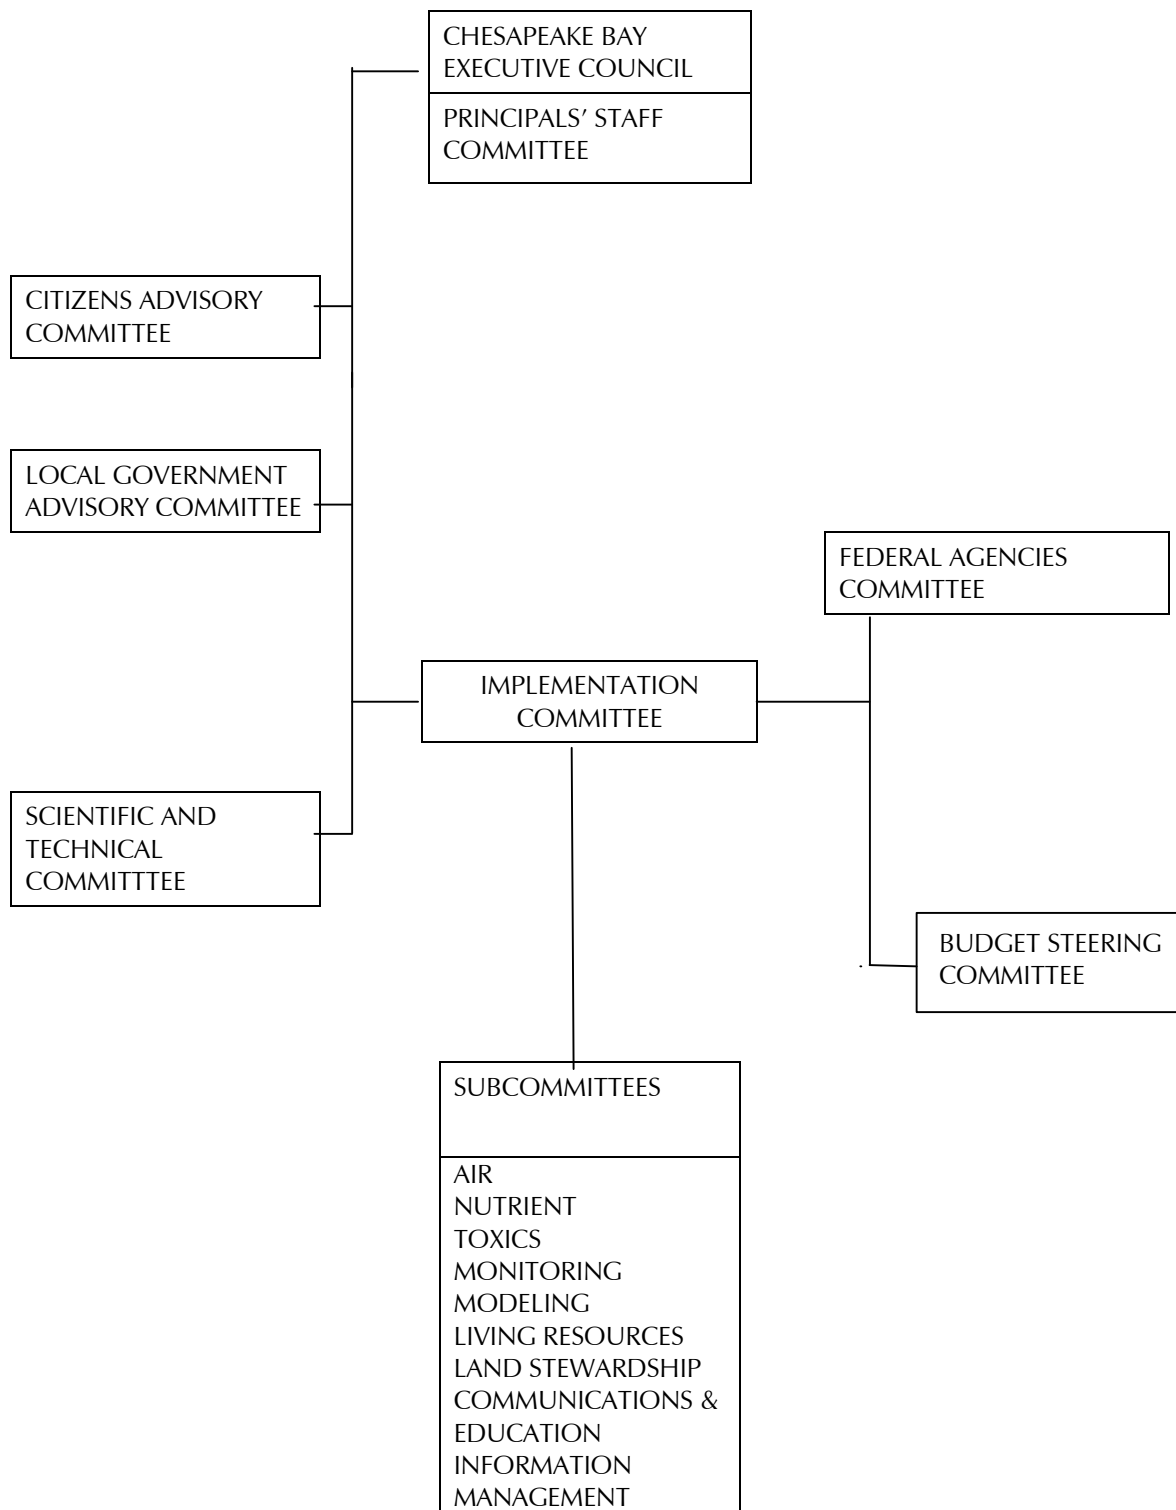 CHESAPEAKE BAY
EXECUTIVE COUNCIL
PRINCIPALS’ STAFF
COMMITTEE
CITIZENS ADVISORY
COMMITTEE
LOCAL GOVERNMENT
ADVISORY COMMITTEE
FEDERAL AGENCIES
COMMITTEE
IMPLEMENTATION
COMMITTEE
SCIENTIFIC AND
TECHNICAL
COMMITTTEE
BUDGET STEERING
COMMITTEE
SUBCOMMITTEES
AIR
NUTRIENT
TOXICS
MONITORING
MODELING
LIVING RESOURCES
LAND STEWARDSHIP
COMMUNICATIONS &
EDUCATION
INFORMATION
MANAGEMENT